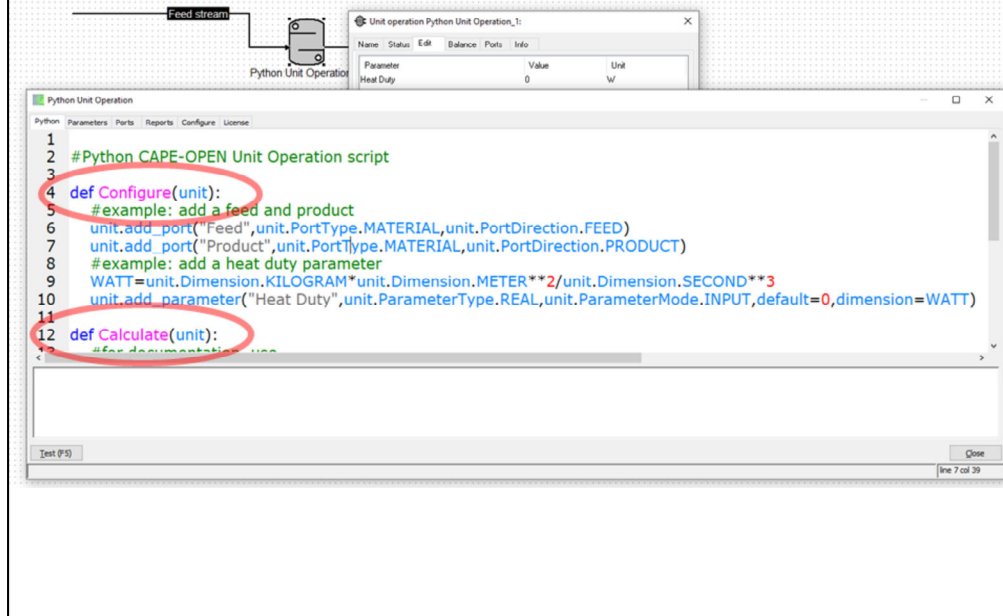 Feed stream
Python Unit Operation
Unit operation Python Unit Operation_1:
Name Status Edit Balance Ports Info
Parameter Value Unit
Heat Duty 0 W
Python Unit Operation
Python Parameters Ports Reports Configure License
1
2 #Python CAPE-OPEN Unit Operation script
3
4 def Configure(unit):
5 #example: add a feed and product
6 unit.add_port("Feed",unit.PortType.MATERIAL,unit.PortDirection.FEED)
7 unit.add_port("Product",unit.PortType.MATERIAL,unit.PortDirection.PRODUCT)
8 #example: add a heat duty parameter
9 WATT=unit.Dimension.KILOGRAM*unit.Dimension.METER**2/unit.Dimension.SECOND**3
10 unit.add_parameter("Heat Duty",unit.ParameterType.REAL,unit.ParameterMode.INPUT,default=0,dimension=WATT)
11
12 def Calculate(unit):
13 #for documentation, use
Test (F5) Close
line 7 col 39